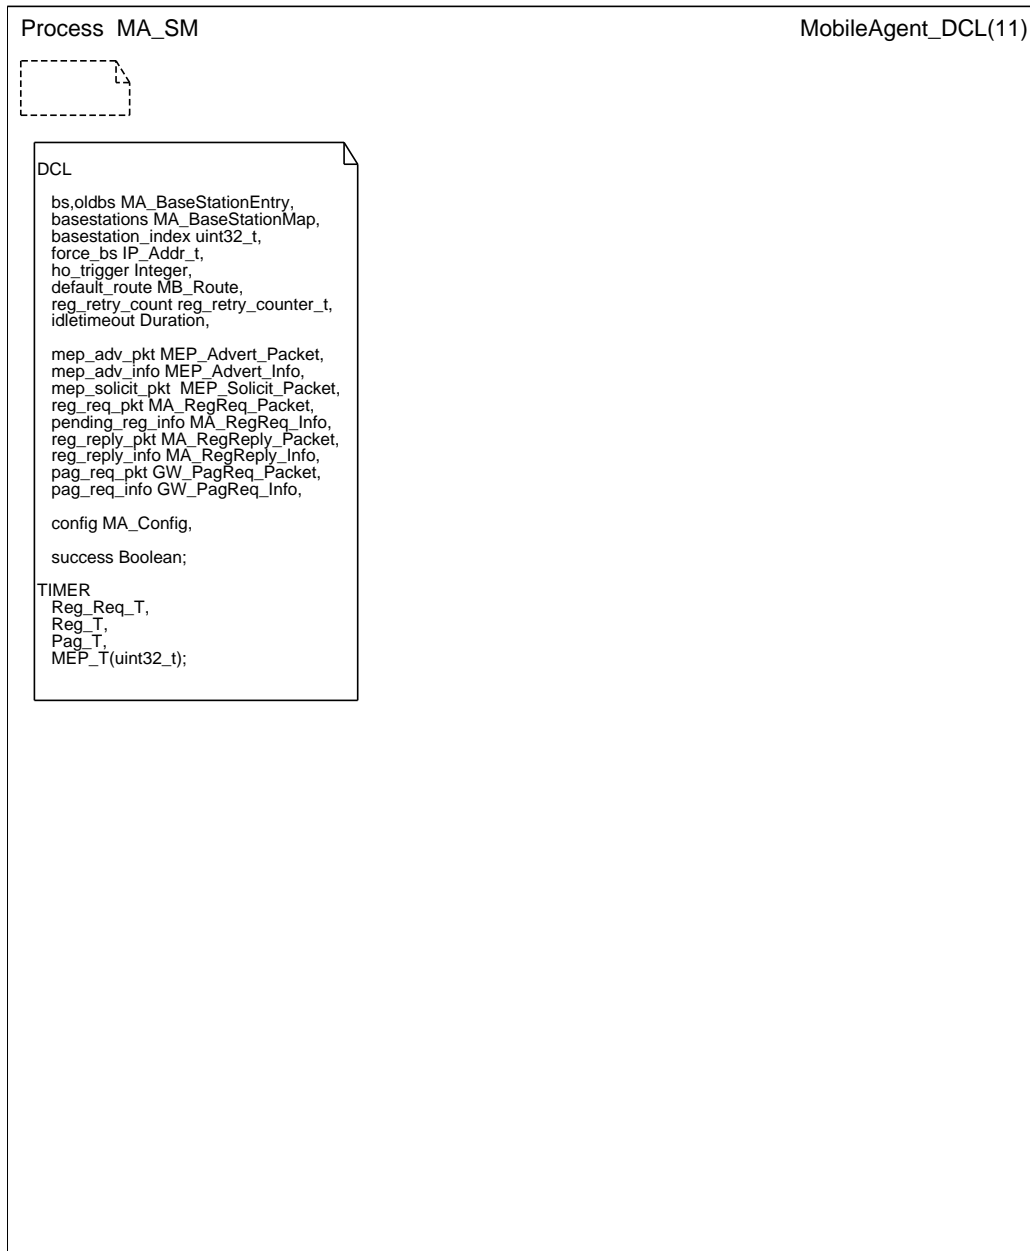 Process MA_SM
MobileAgent_DCL(11)
DCL
bs,oldbs MA_BaseStationEntry,
basestations MA_BaseStationMap,
basestation_index uint32_t,
force_bs IP_Addr_t,
ho_trigger Integer,
default_route MB_Route,
reg_retry_count reg_retry_counter_t,
idletimeout Duration,
mep_adv_pkt MEP_Advert_Packet,
mep_adv_info MEP_Advert_Info,
mep_solicit_pkt MEP_Solicit_Packet,
reg_req_pkt MA_RegReq_Packet,
pending_reg_info MA_RegReq_Info,
reg_reply_pkt MA_RegReply_Packet,
reg_reply_info MA_RegReply_Info,
pag_req_pkt GW_PagReq_Packet,
pag_req_info GW_PagReq_Info,
config MA_Config,
success Boolean;
TIMER
Reg_Req_T,
Reg_T,
Pag_T,
MEP_T(uint32_t);